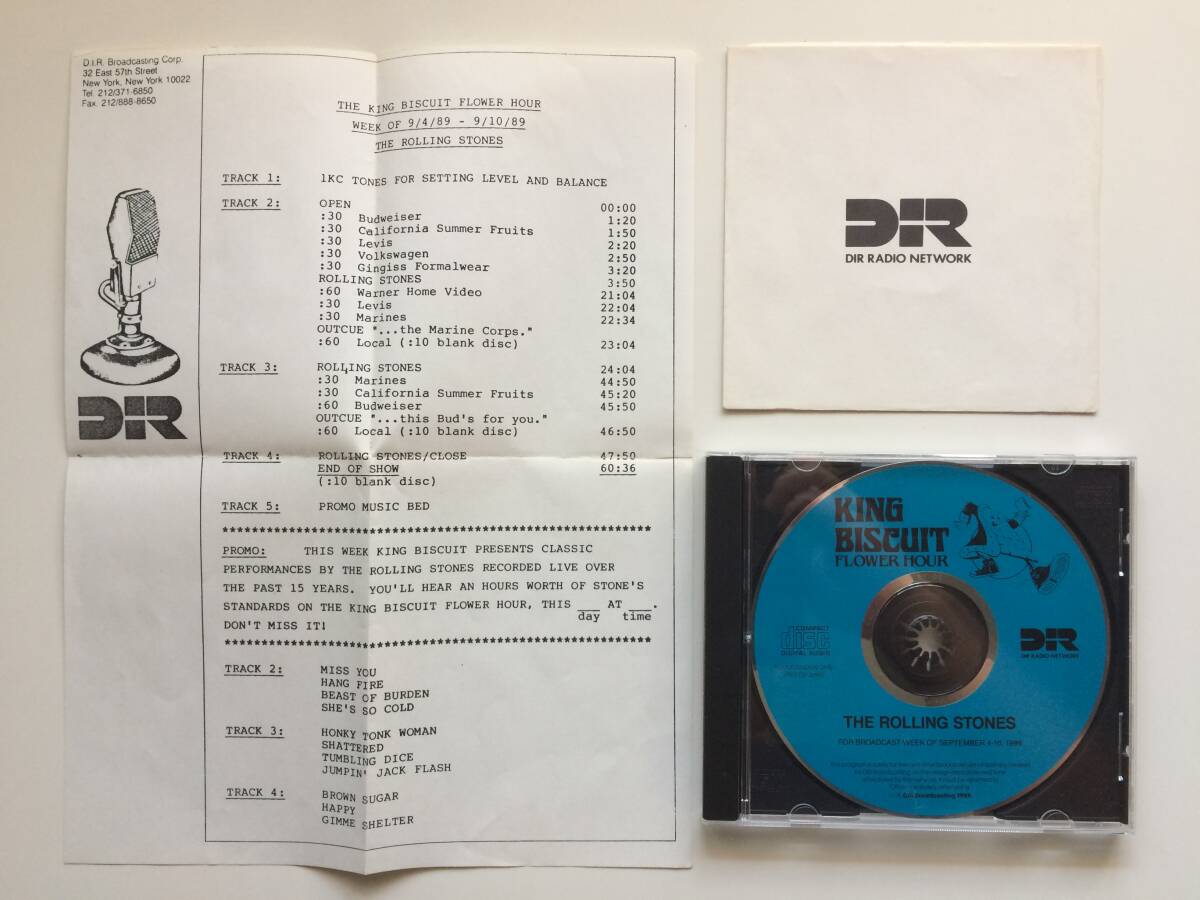 D.I.R. Broadcasting Corp.
32 East 57th Street
New York, New York 10022
Tel. 212/371-6850
Fax. 212/888-8650
DIR
THE KING BISCUIT FLOWER HOUR
WEEK OF 9/4/89 - 9/10/89
THE ROLLING STONES
TRACK 1: 1KC TONES FOR SETTING LEVEL AND BALANCE
TRACK 2: OPEN 00:00
:30 Budweiser 1:20
:30 California Summer Fruits 1:50
:30 Levis 2:20
:30 Volkswagen 2:50
:30 Gingiss Formalwear 3:20
ROLLING STONES 3:50
:60 Warner Home Video 21:04
:30 Levis 22:04
:30 Marines 22:34
OUTCUE "...the Marine Corps."
:60 Local (:10 blank disc) 23:04
TRACK 3: ROLLING STONES 24:04
:30 Marines 44:50
:30 California Summer Fruits 45:20
:60 Budweiser 45:50
OUTCUE "...this Bud's for you."
:60 Local (:10 blank disc) 46:50
TRACK 4: ROLLING STONES/CLOSE 47:50
END OF SHOW 60:36
(:10 blank disc)
TRACK 5: PROMO MUSIC BED
PROMO: THIS WEEK KING BISCUIT PRESENTS CLASSIC
PERFORMANCES BY THE ROLLING STONES RECORDED LIVE OVER
THE PAST 15 YEARS. YOU'LL HEAR AN HOURS WORTH OF STONE'S
STANDARDS ON THE KING BISCUIT FLOWER HOUR, THIS ___ AT ___.
day time
DON'T MISS IT!
TRACK 2: MISS YOU
HANG FIRE
BEAST OF BURDEN
SHE'S SO COLD
TRACK 3: HONKY TONK WOMAN
SHATTERED
TUMBLING DICE
JUMPIN' JACK FLASH
TRACK 4: BROWN SUGAR
HAPPY
GIMME SHELTER
DIR
DIR RADIO NETWORK
KING
BISCUIT
FLOWER HOUR
COMPACT
disc
DIGITAL AUDIO
DIR
DIR RADIO NETWORK
THE ROLLING STONES
FOR BROADCAST WEEK OF SEPTEMBER 4-10, 1989
DIR Broadcasting 1989